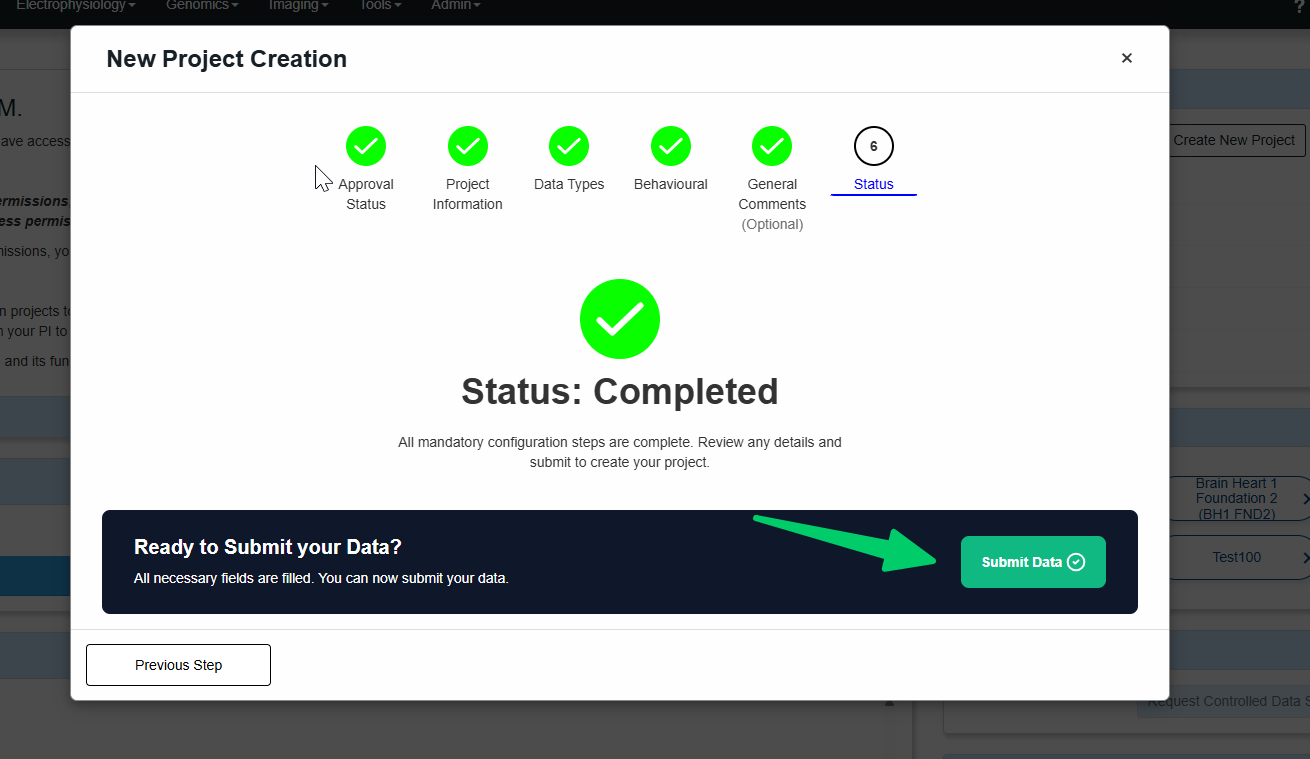 Electrophysiology
Genomics
Imaging
Tools
Admin
?
New Project Creation
×
M.
ave access
Create New Project
6
Approval
Status
Project
Information
Data Types
Behavioural
General
Comments
(Optional)
Status
ermissions,
ess permis
nissions, yo
n projects to
n your PI to
and its fun
Status: Completed
All mandatory configuration steps are complete. Review any details and
submit to create your project.
Brain Heart 1
Foundation 2
(BH1 FND2)
Test100
Ready to Submit your Data?
All necessary fields are filled. You can now submit your data.
Submit Data
Previous Step
Request Controlled Data S